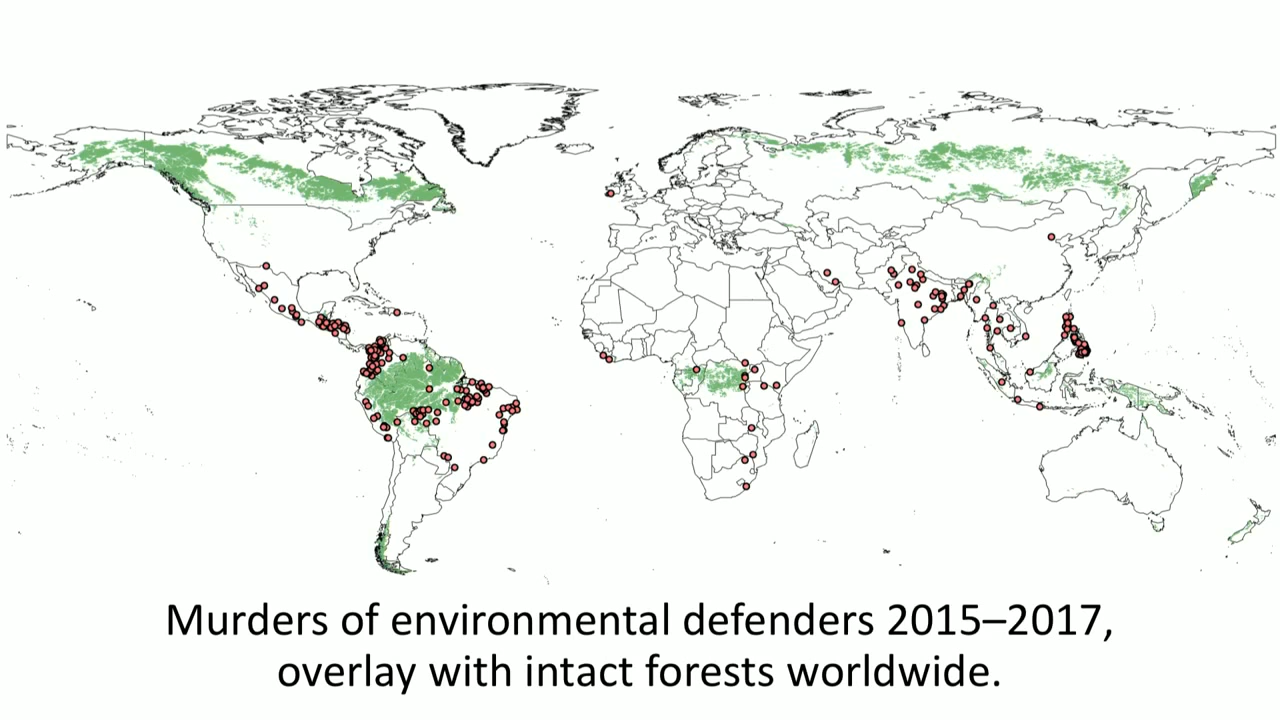 Murders of environmental defenders 2015–2017,
overlay with intact forests worldwide.